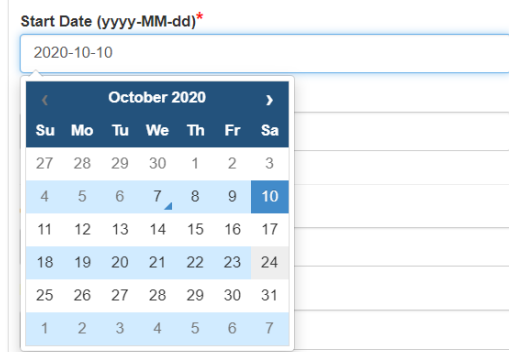 Start Date (yyyy-MM-dd)*
2020-10-10
‹ October 2020 ›
Su Mo Tu We Th Fr Sa
27 28 29 30 1 2 3
4 5 6 7 8 9 10
11 12 13 14 15 16 17
18 19 20 21 22 23 24
25 26 27 28 29 30 31
1 2 3 4 5 6 7